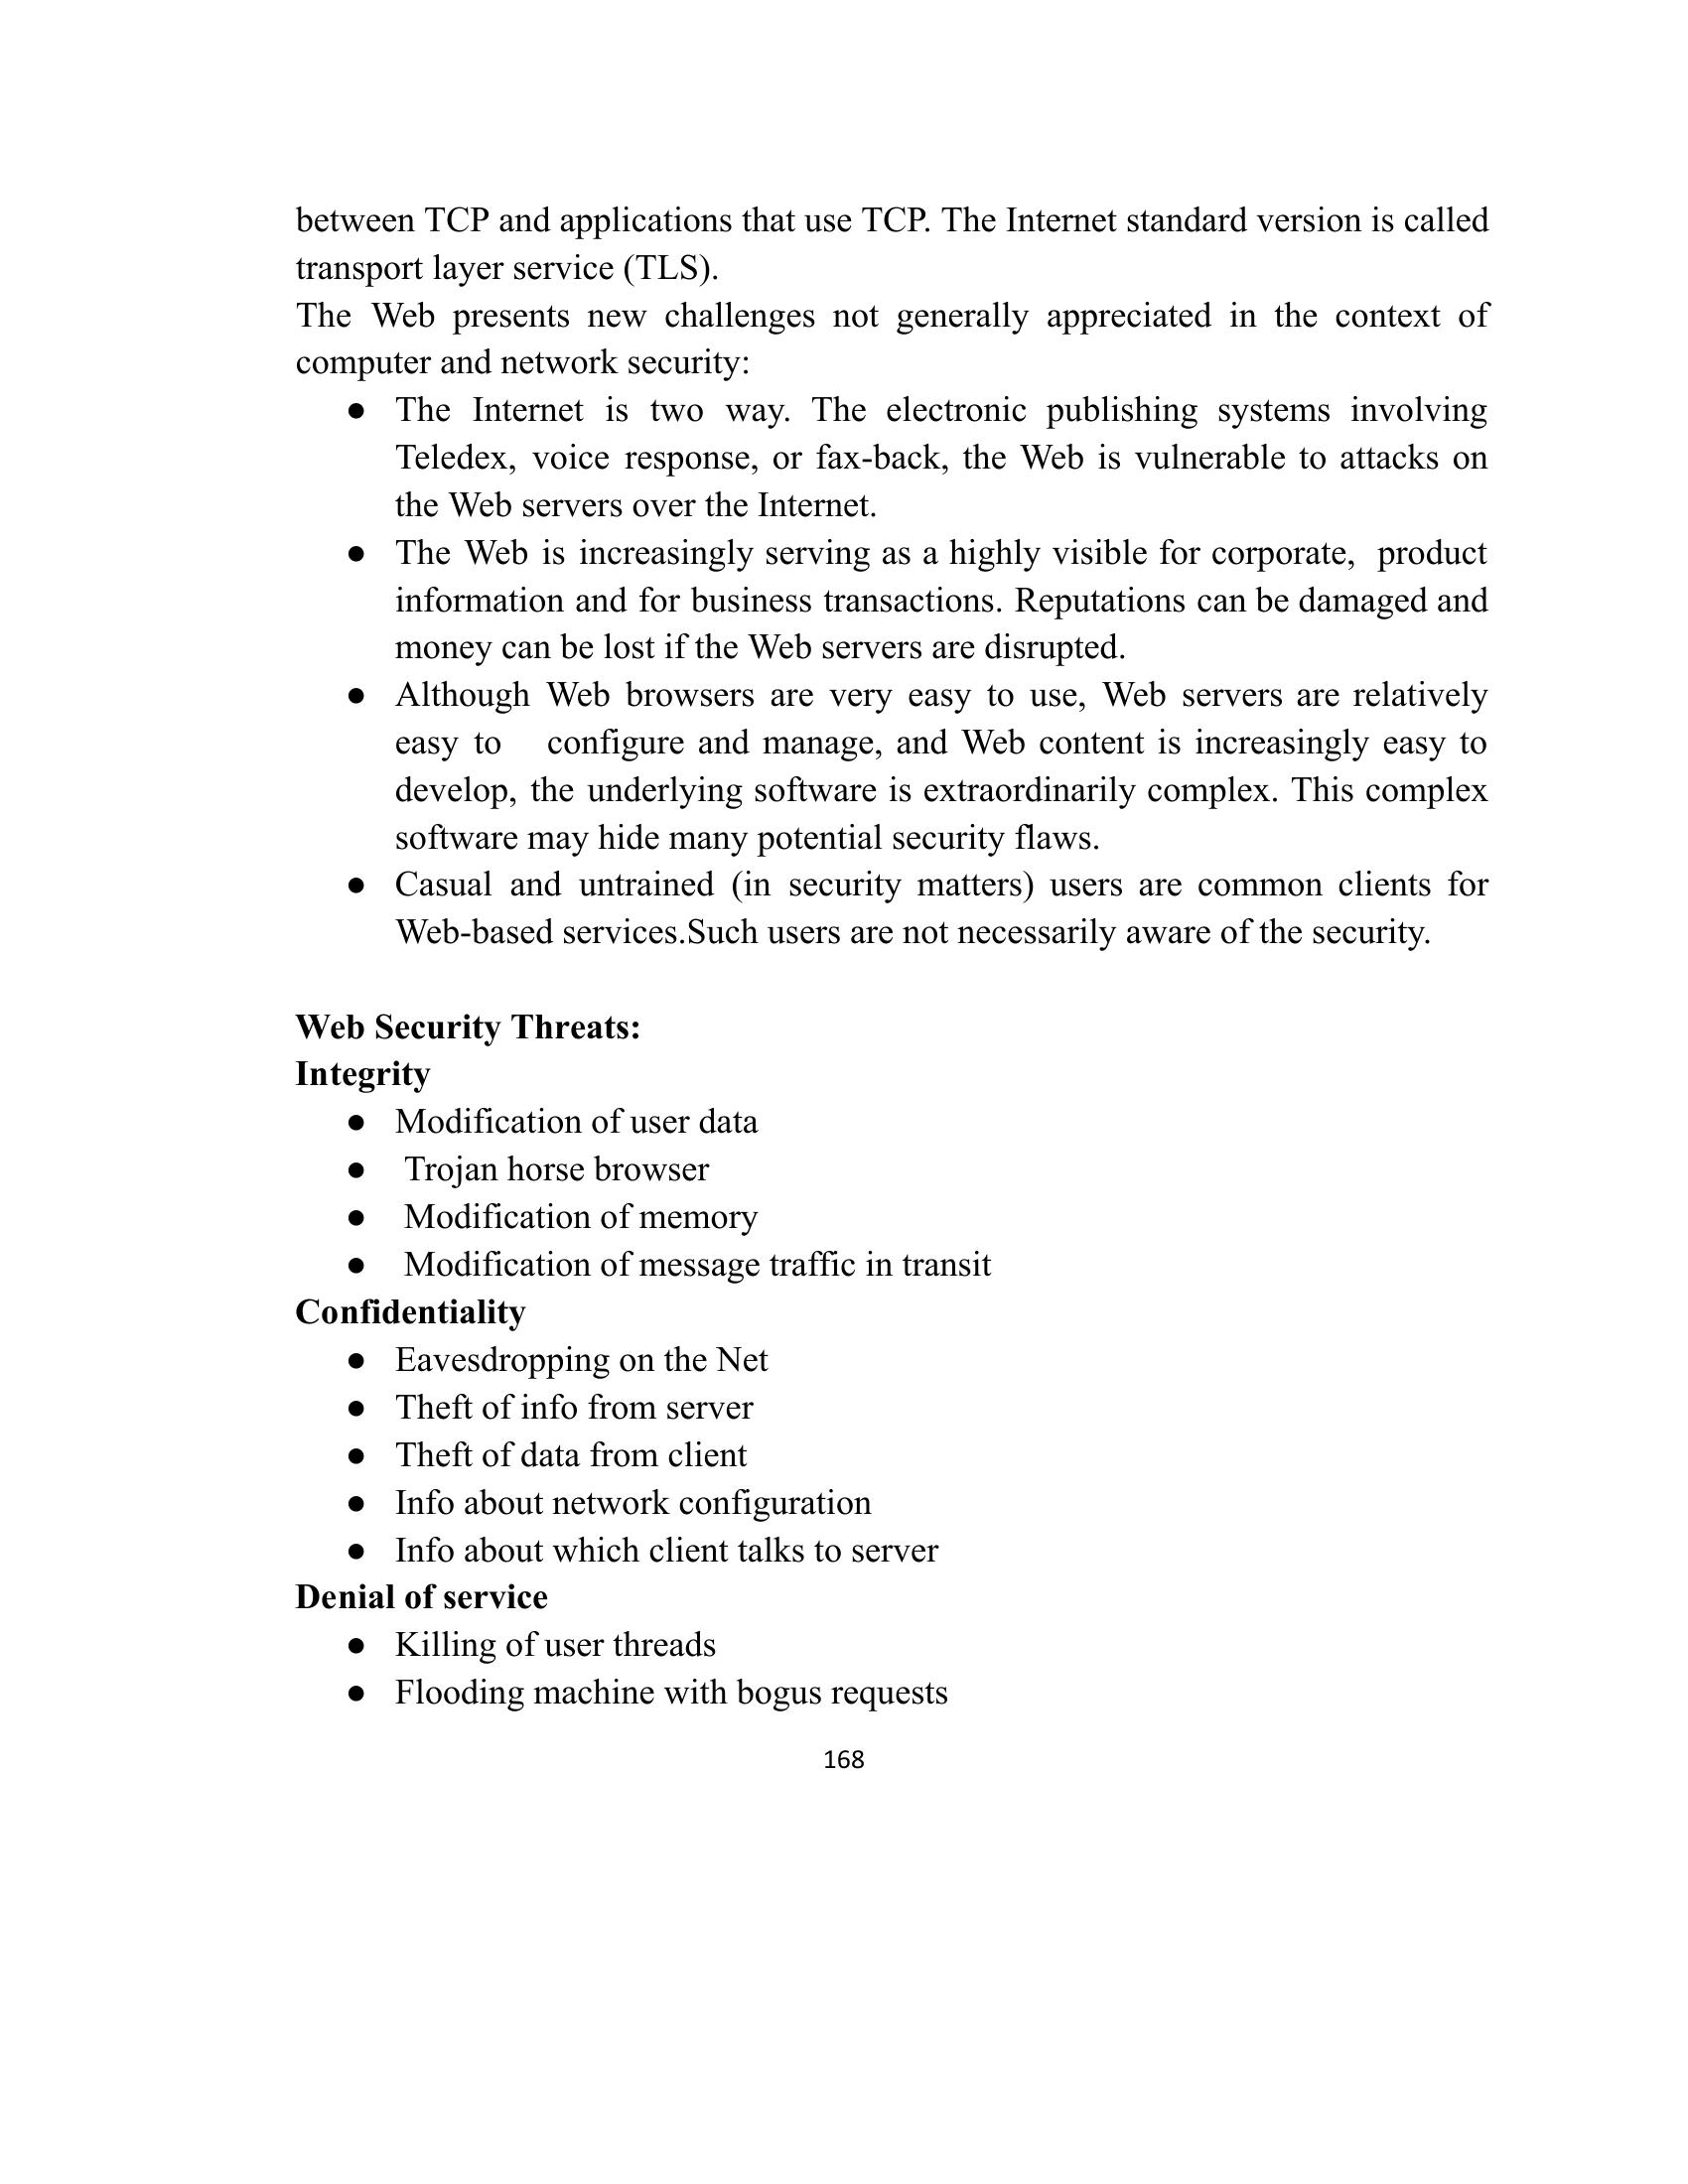 between TCP and applications that use TCP. The Internet standard version is called
transport layer service (TLS).
The Web presents new challenges not generally appreciated in the context of
computer and network security:
● The Internet is two way. The electronic publishing systems involving
Teledex, voice response, or fax-back, the Web is vulnerable to attacks on
the Web servers over the Internet.
● The Web is increasingly serving as a highly visible for corporate, product
information and for business transactions. Reputations can be damaged and
money can be lost if the Web servers are disrupted.
● Although Web browsers are very easy to use, Web servers are relatively
easy to configure and manage, and Web content is increasingly easy to
develop, the underlying software is extraordinarily complex. This complex
software may hide many potential security flaws.
● Casual and untrained (in security matters) users are common clients for
Web-based services.Such users are not necessarily aware of the security.
Web Security Threats:
Integrity
● Modification of user data
● Trojan horse browser
● Modification of memory
● Modification of message traffic in transit
Confidentiality
● Eavesdropping on the Net
● Theft of info from server
● Theft of data from client
● Info about network configuration
● Info about which client talks to server
Denial of service
● Killing of user threads
● Flooding machine with bogus requests
168